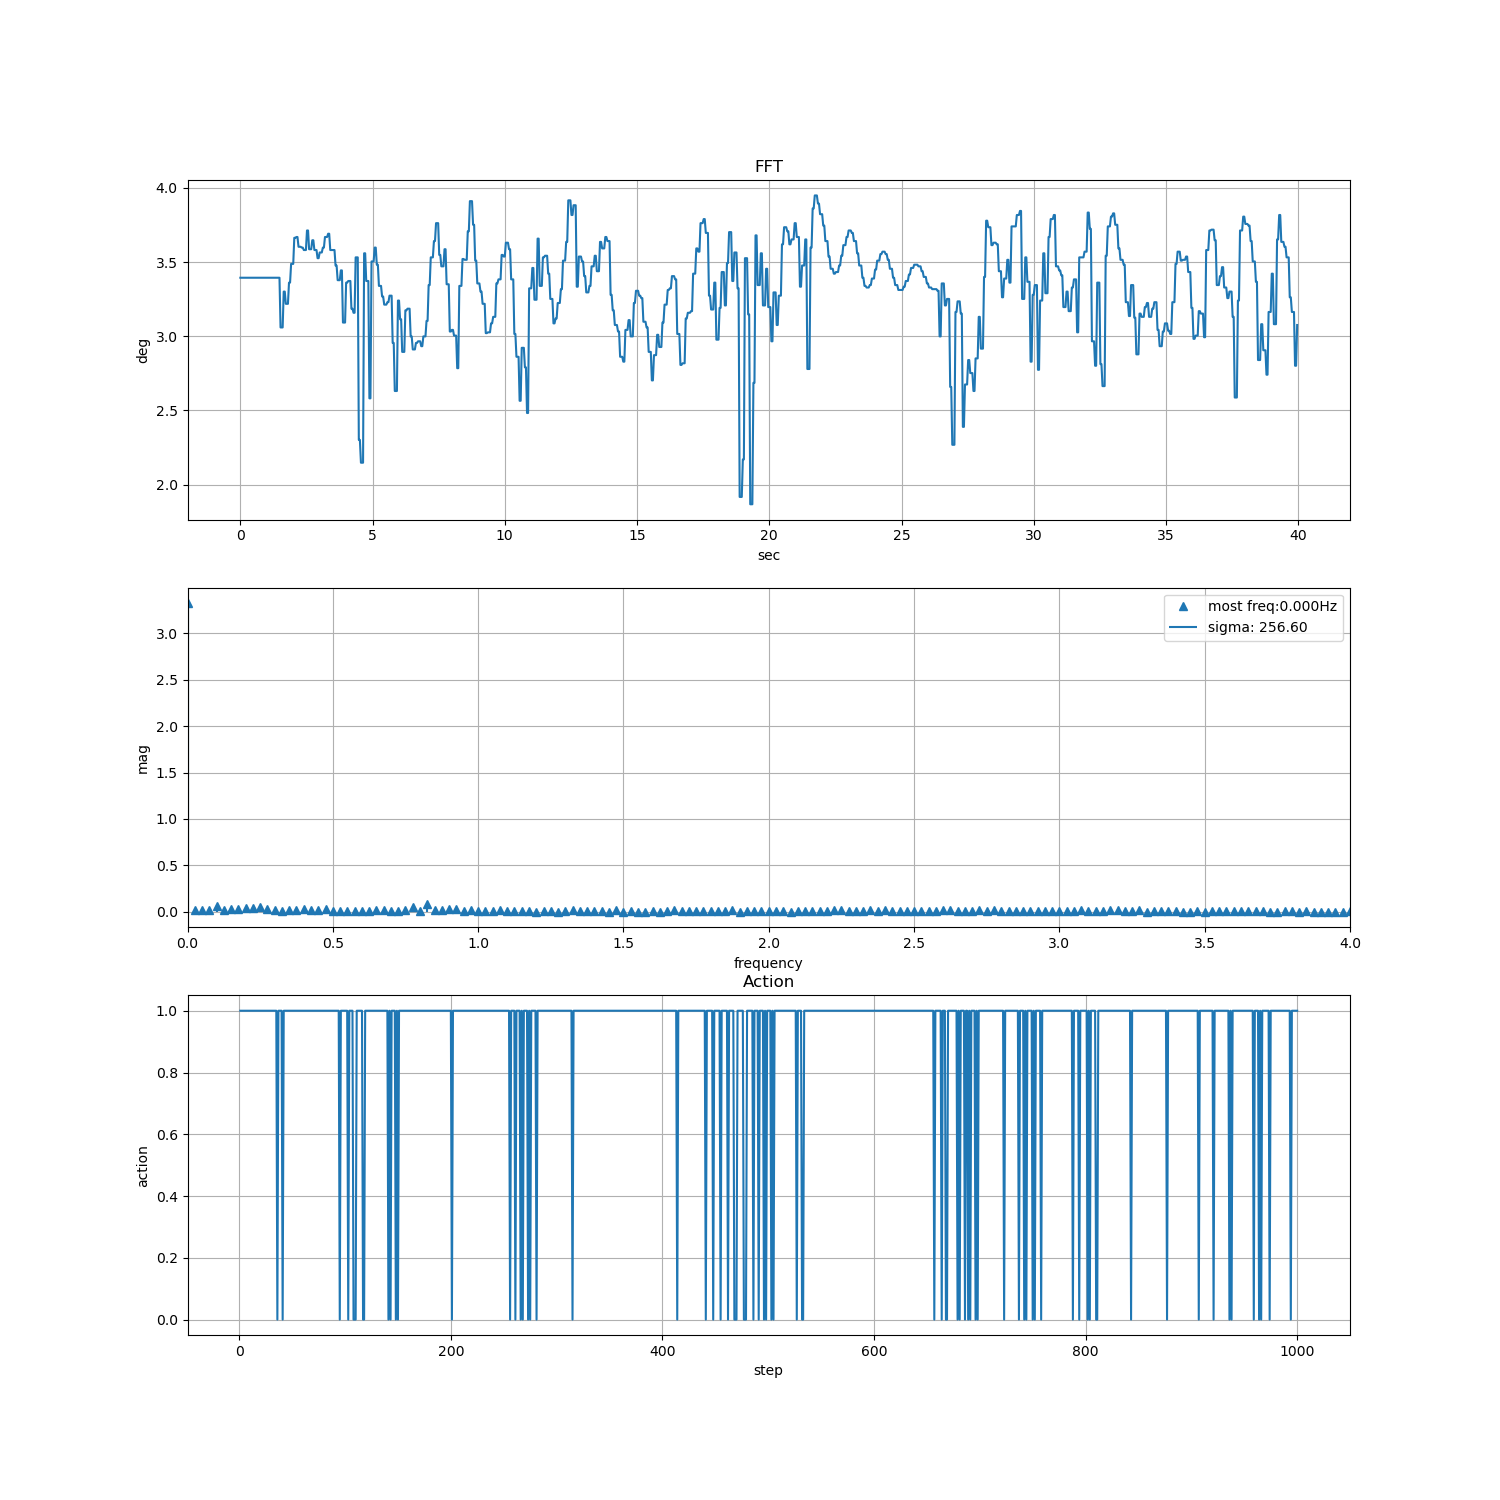 FFT
4.0
3.5
3.0
2.5
2.0
deg
0 5 10 15 20 25 30 35 40
sec
most freq:0.000Hz
sigma: 256.60
3.0
2.5
2.0
1.5
1.0
0.5
0.0
mag
0.0 0.5 1.0 1.5 2.0 2.5 3.0 3.5 4.0
frequency
Action
1.0
0.8
0.6
0.4
0.2
0.0
action
0 200 400 600 800 1000
step